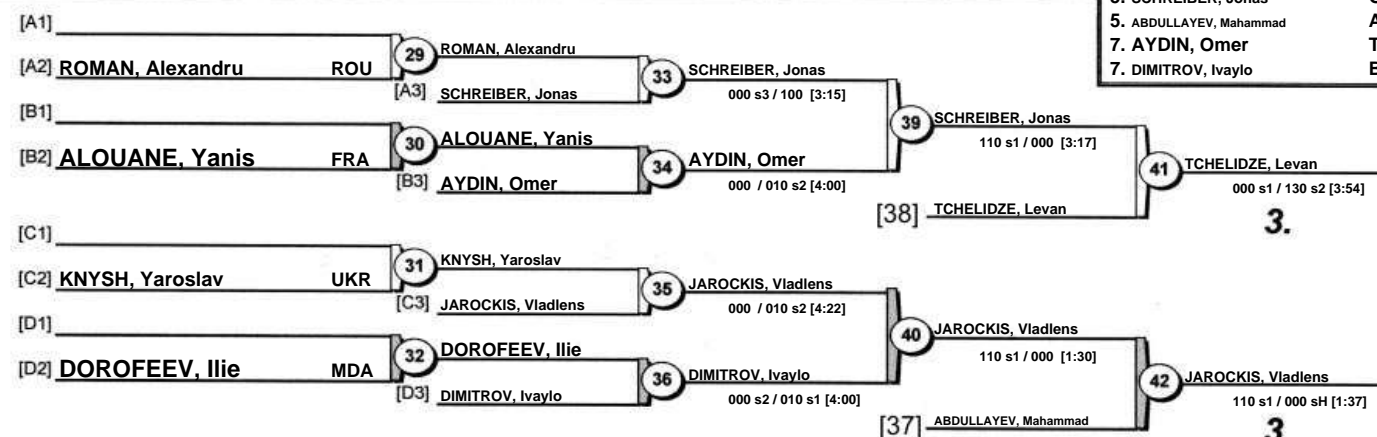 5. ABDULLAYEV, Mahammad
7. AYDIN, Omer T
7. DIMITROV, Ivaylo
[A1]
29 ROMAN, Alexandru
[A2] ROMAN, Alexandru ROU
33 SCHREIBER, Jonas
[A3] SCHREIBER, Jonas
000 s3 / 100 [3:15]
[B1]
39 SCHREIBER, Jonas
110 s1 / 000 [3:17]
30 ALOUANE, Yanis
[B2] ALOUANE, Yanis FRA
34 AYDIN, Omer
[B3] AYDIN, Omer
000 / 010 s2 [4:00]
41 TCHELIDZE, Levan
000 s1 / 130 s2 [3:54]
[38] TCHELIDZE, Levan
3.
[C1]
31 KNYSH, Yaroslav
[C2] KNYSH, Yaroslav UKR
35 JAROCKIS, Vladlens
[C3] JAROCKIS, Vladlens
000 / 010 s2 [4:22]
[D1]
40 JAROCKIS, Vladlens
110 s1 / 000 [1:30]
32 DOROFEEV, Ilie
[D2] DOROFEEV, Ilie MDA
36 DIMITROV, Ivaylo
[D3] DIMITROV, Ivaylo
000 s2 / 010 s1 [4:00]
42 JAROCKIS, Vladlens
110 s1 / 000 sH [1:37]
[37] ABDULLAYEV, Mahammad
3